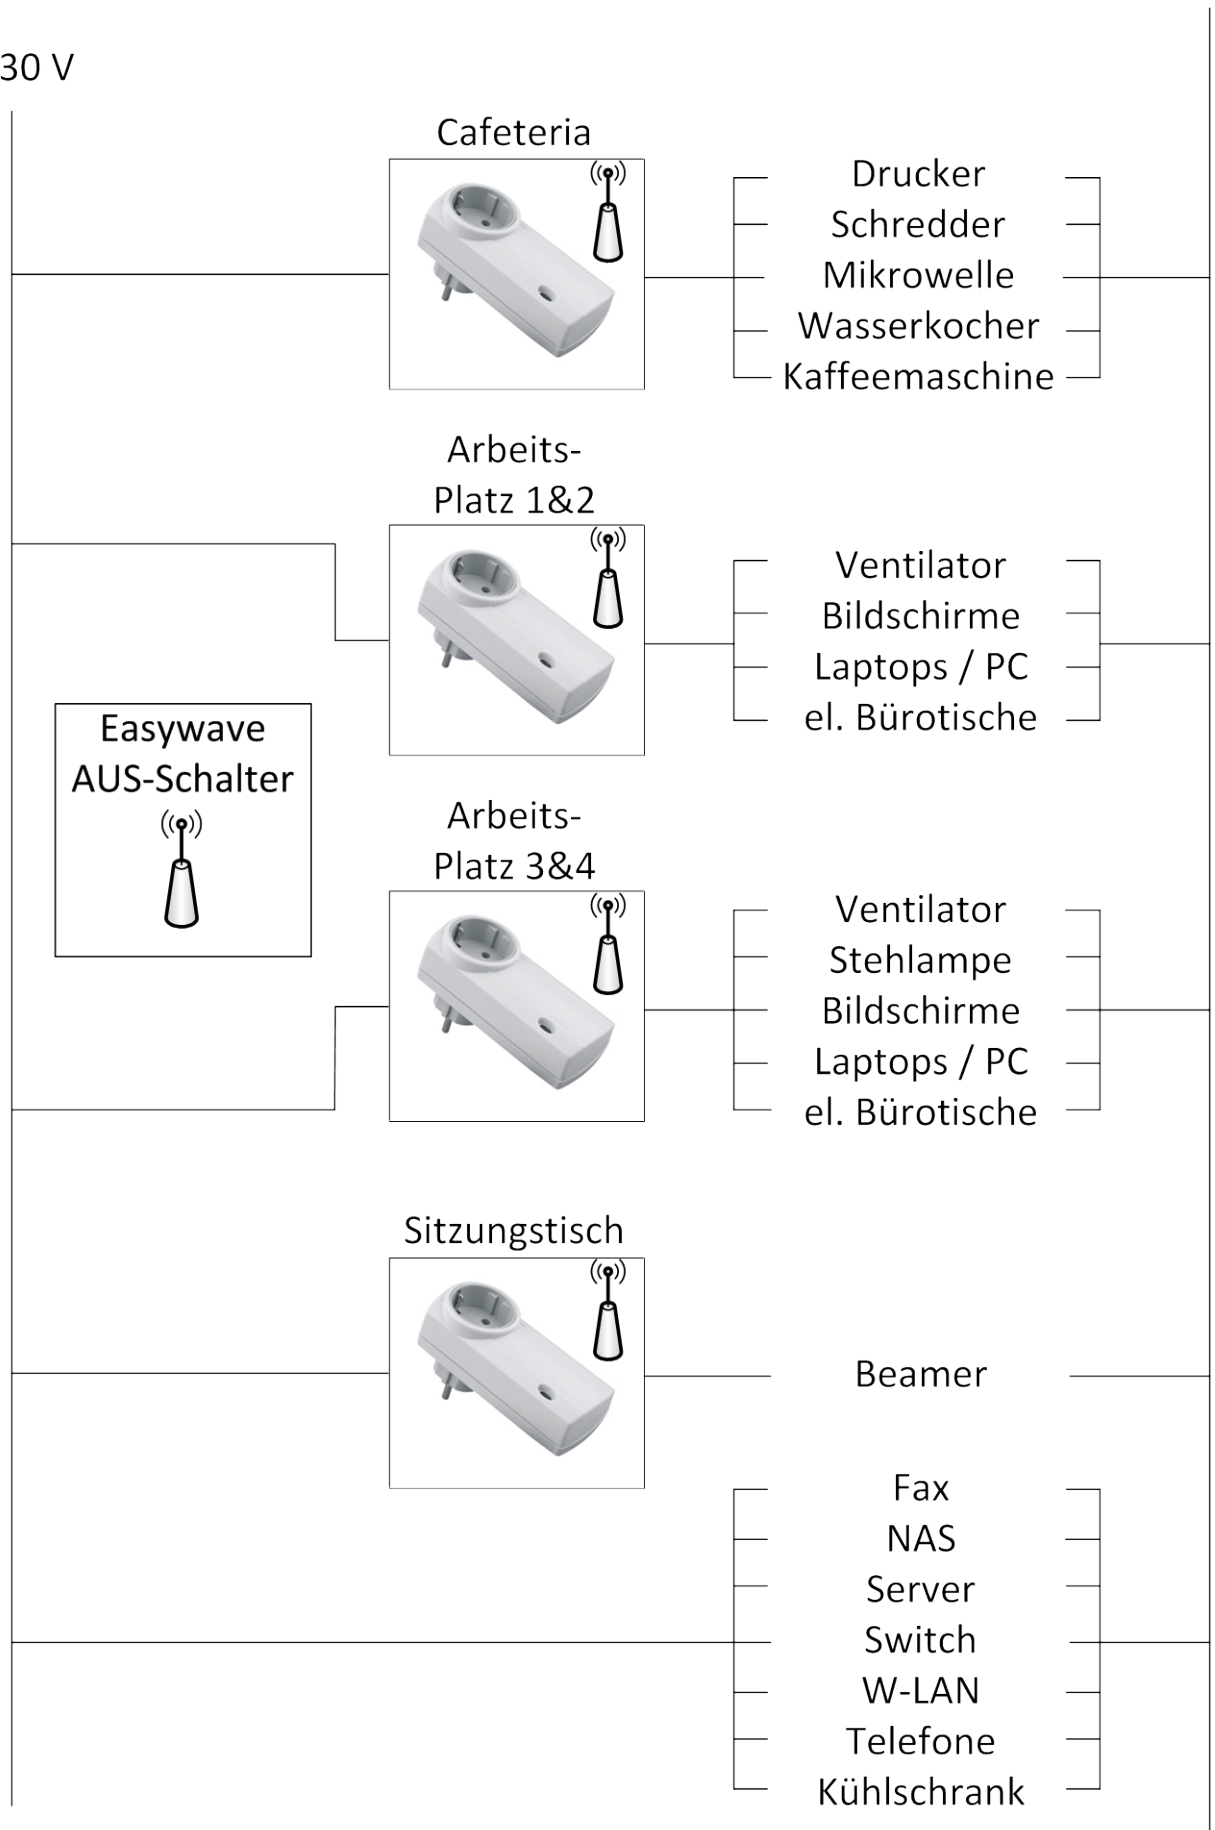 30 V
Cafeteria
Drucker
Schredder
Mikrowelle
Wasserkocher
Kaffeemaschine
Arbeits-
Platz 1&2
Ventilator
Bildschirme
Laptops / PC
el. Bürotische
Easywave
AUS-Schalter
Arbeits-
Platz 3&4
Ventilator
Stehlampe
Bildschirme
Laptops / PC
el. Bürotische
Sitzungstisch
Beamer
Fax
NAS
Server
Switch
W-LAN
Telefone
Kühlschrank